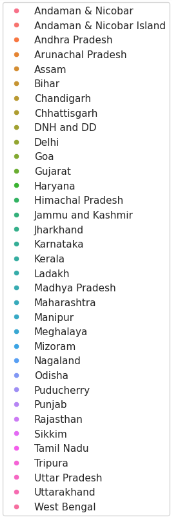 Andaman & Nicobar
Andaman & Nicobar Island
Andhra Pradesh
Arunachal Pradesh
Assam
Bihar
Chandigarh
Chhattisgarh
DNH and DD
Delhi
Goa
Gujarat
Haryana
Himachal Pradesh
Jammu and Kashmir
Jharkhand
Karnataka
Kerala
Ladakh
Madhya Pradesh
Maharashtra
Manipur
Meghalaya
Mizoram
Nagaland
Odisha
Puducherry
Punjab
Rajasthan
Sikkim
Tamil Nadu
Tripura
Uttar Pradesh
Uttarakhand
West Bengal